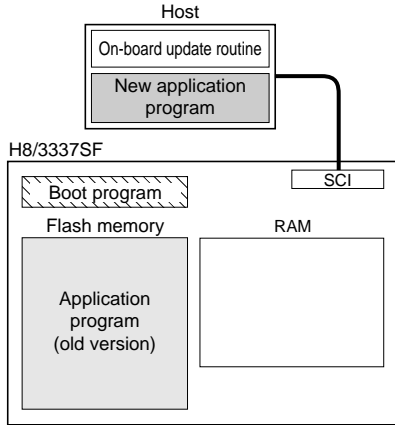 Host
On-board update routine
New application
program
H8/3337SF
SCI
Boot program
Flash memory
RAM
Application
program
(old version)